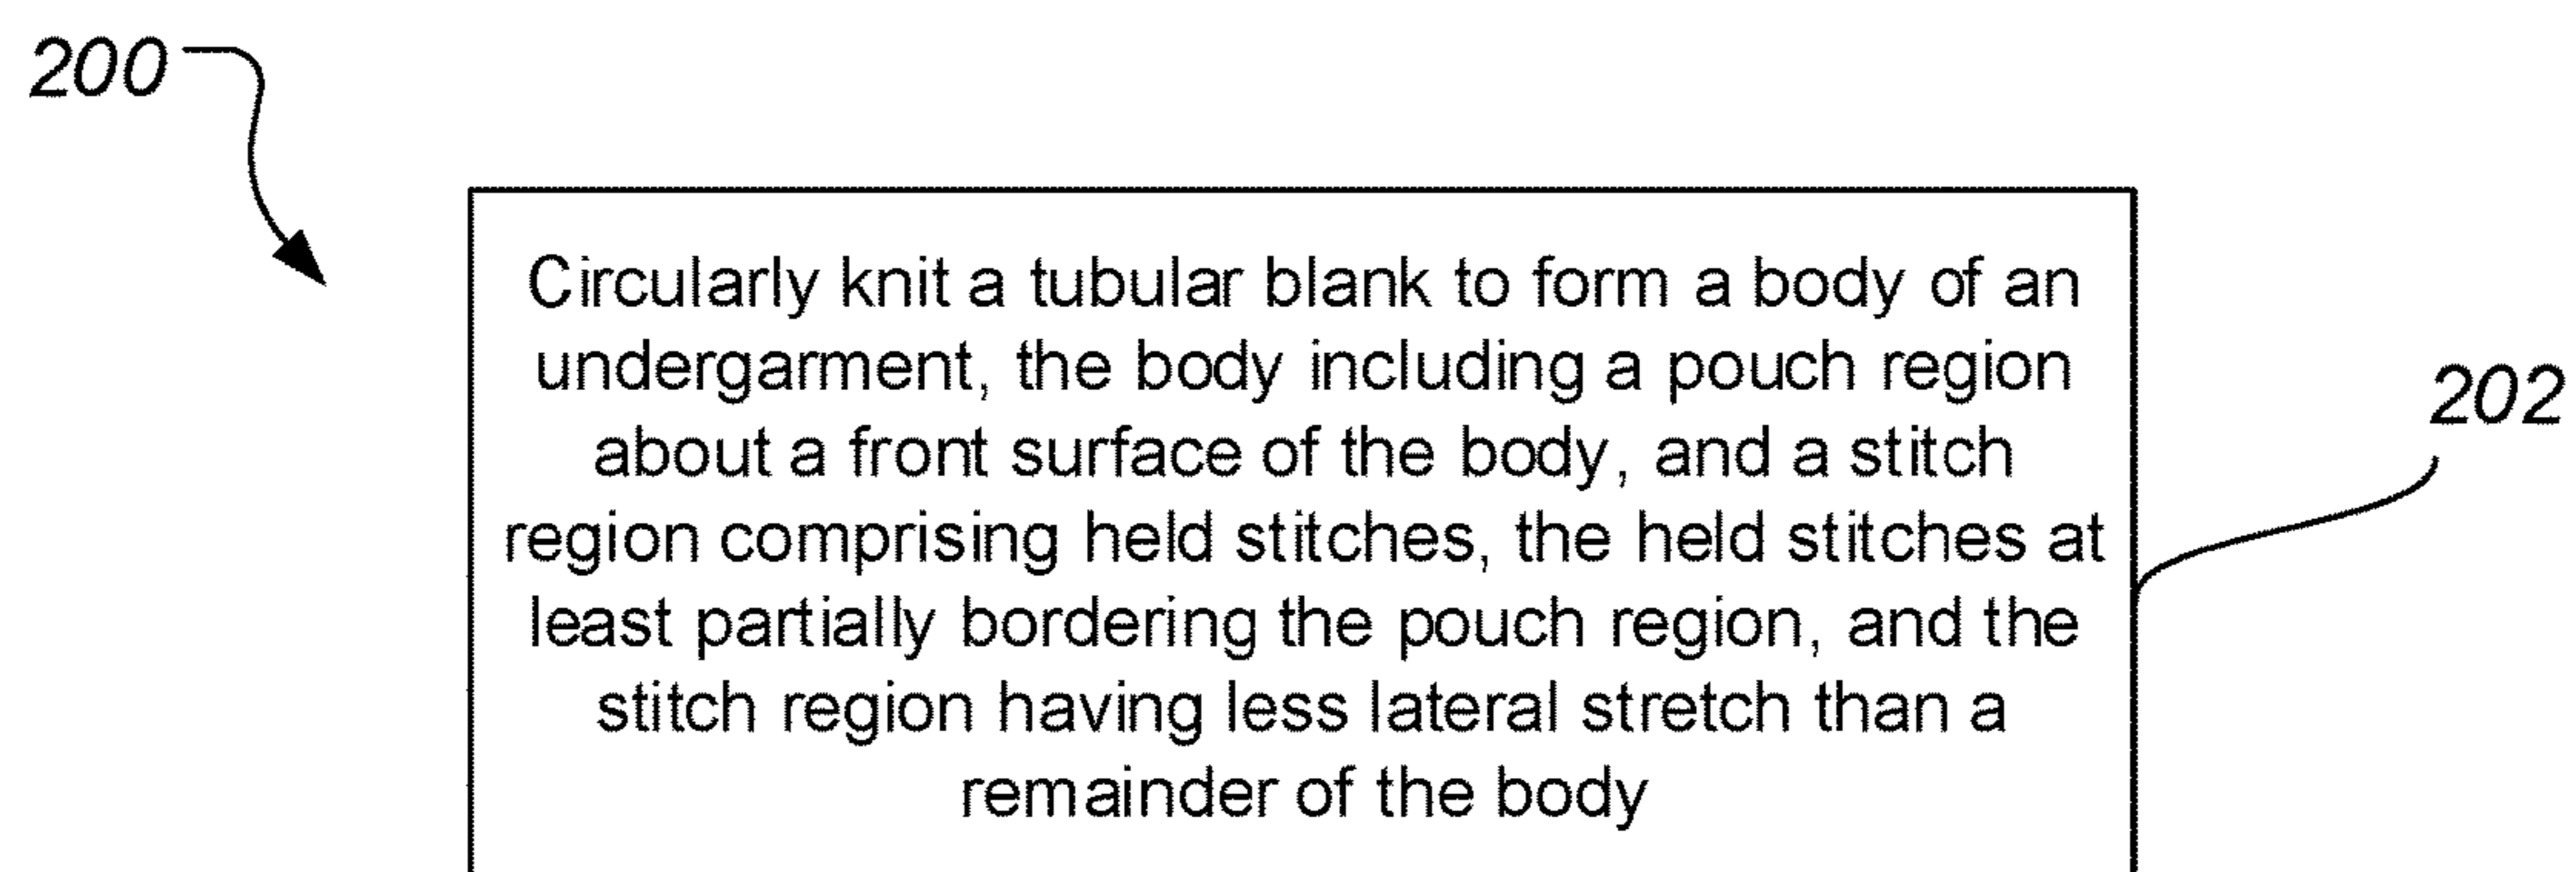 200
Circularly knit a tubular blank to form a body of an
undergarment, the body including a pouch region
about a front surface of the body, and a stitch
region comprising held stitches, the held stitches at
least partially bordering the pouch region, and the
stitch region having less lateral stretch than a
remainder of the body
202